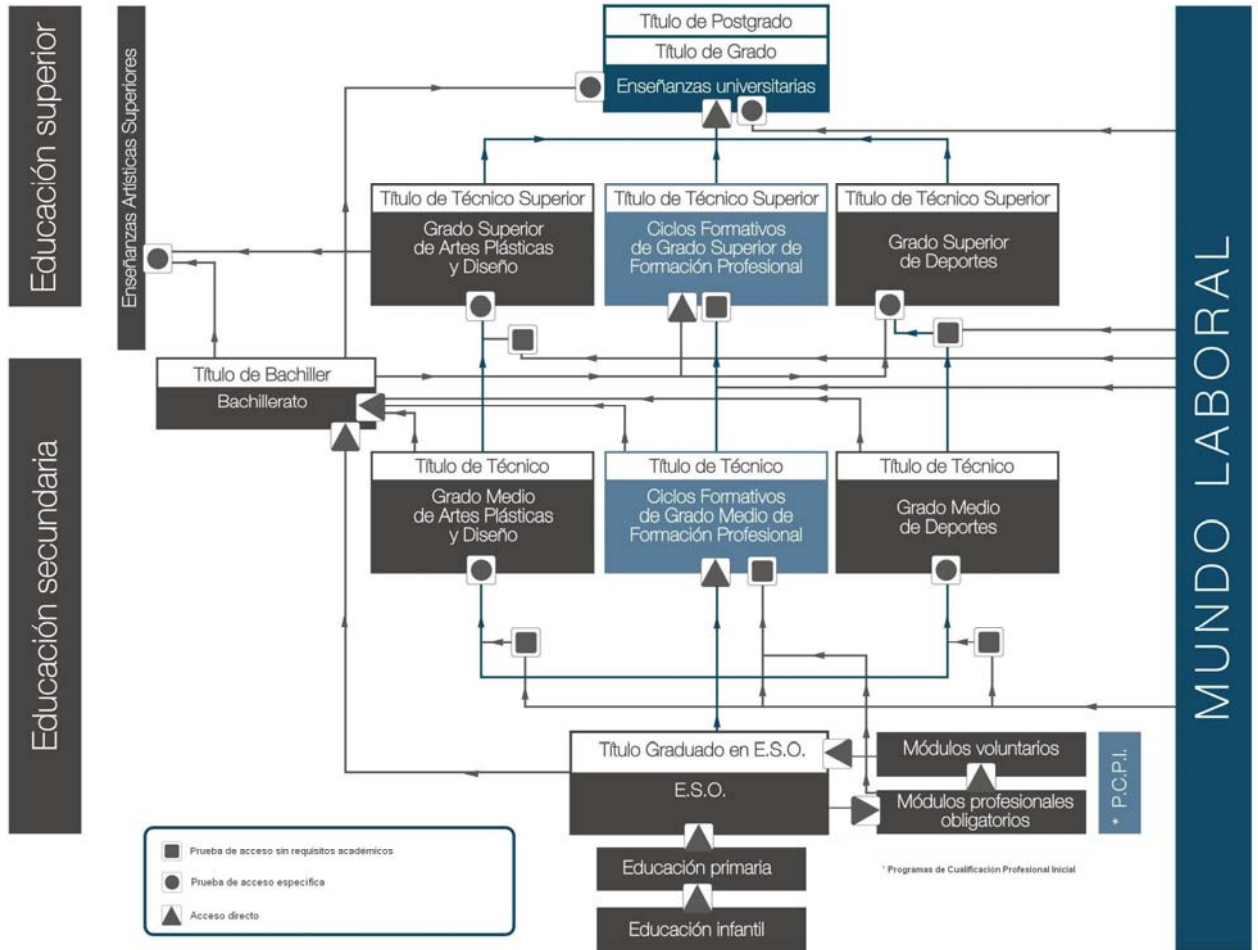 Educación superior
Enseñanzas Artísticas Superiores
Título de Postgrado
Título de Grado
Enseñanzas universitarias
Título de Técnico Superior
Grado Superior
de Artes Plásticas
y Diseño
Título de Técnico Superior
Ciclos Formativos
de Grado Superior de
Formación Profesional
Título de Técnico Superior
Grado Superior
de Deportes
MUNDO LABORAL
Educación secundaria
Título de Bachiller
Bachillerato
Título de Técnico
Grado Medio
de Artes Plásticas
y Diseño
Título de Técnico
Ciclos Formativos
de Grado Medio de
Formación Profesional
Título de Técnico
Grado Medio
de Deportes
Título Graduado en E.S.O.
E.S.O.
Módulos voluntarios
Módulos profesionales
obligatorios
* P.C.P.I.
Educación primaria
Educación infantil
* Programas de Cualificación Profesional Inicial
Prueba de acceso sin requisitos académicos
Prueba de acceso específica
Acceso directo